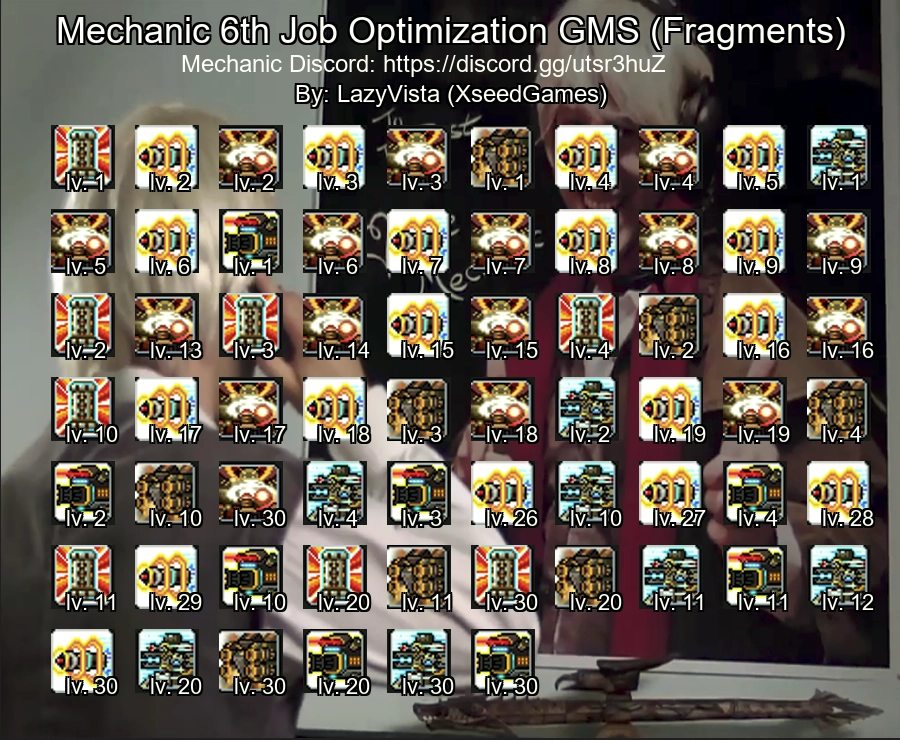 Mechanic 6th Job Optimization GMS (Fragments)
Mechanic Discord: https://discord.gg/utsr3huZ
By: LazyVista (XseedGames)
lv. 1 lv. 2 lv. 2 lv. 3 lv. 3 lv. 1 lv. 4 lv. 4 lv. 5 lv. 1
lv. 5 lv. 6 lv. 1 lv. 6 lv. 7 lv. 7 lv. 8 lv. 8 lv. 9 lv. 9
lv. 2 lv. 13 lv. 3 lv. 14 lv. 15 lv. 15 lv. 4 lv. 2 lv. 16 lv. 16
lv. 10 lv. 17 lv. 17 lv. 18 lv. 3 lv. 18 lv. 2 lv. 19 lv. 19 lv. 4
lv. 2 lv. 10 lv. 30 lv. 4 lv. 3 lv. 26 lv. 10 lv. 27 lv. 4 lv. 28
lv. 11 lv. 29 lv. 10 lv. 20 lv. 11 lv. 30 lv. 20 lv. 11 lv. 11 lv. 12
lv. 30 lv. 20 lv. 30 lv. 20 lv. 30 lv. 30